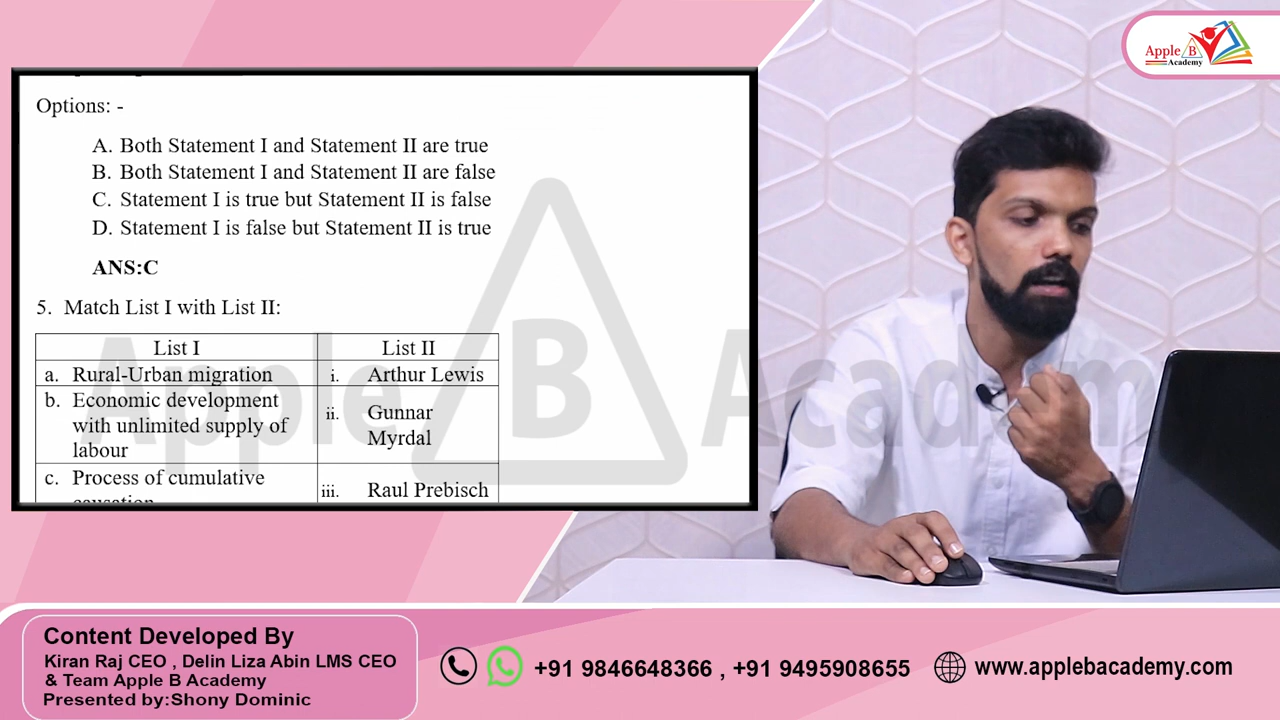 Apple B
Academy
Options: -
A. Both Statement I and Statement II are true
B. Both Statement I and Statement II are false
C. Statement I is true but Statement II is false
D. Statement I is false but Statement II is true
ANS:C
5. Match List I with List II:
List I List II
a. Rural-Urban migration i. Arthur Lewis
b. Economic development
with unlimited supply of
labour
ii. Gunnar
Myrdal
c. Process of cumulative
causation
iii. Raul Prebisch
Apple B Academy
Content Developed By
Kiran Raj CEO , Delin Liza Abin LMS CEO
& Team Apple B Academy
Presented by:Shony Dominic
+91 9846648366 , +91 9495908655
www.applebacademy.com